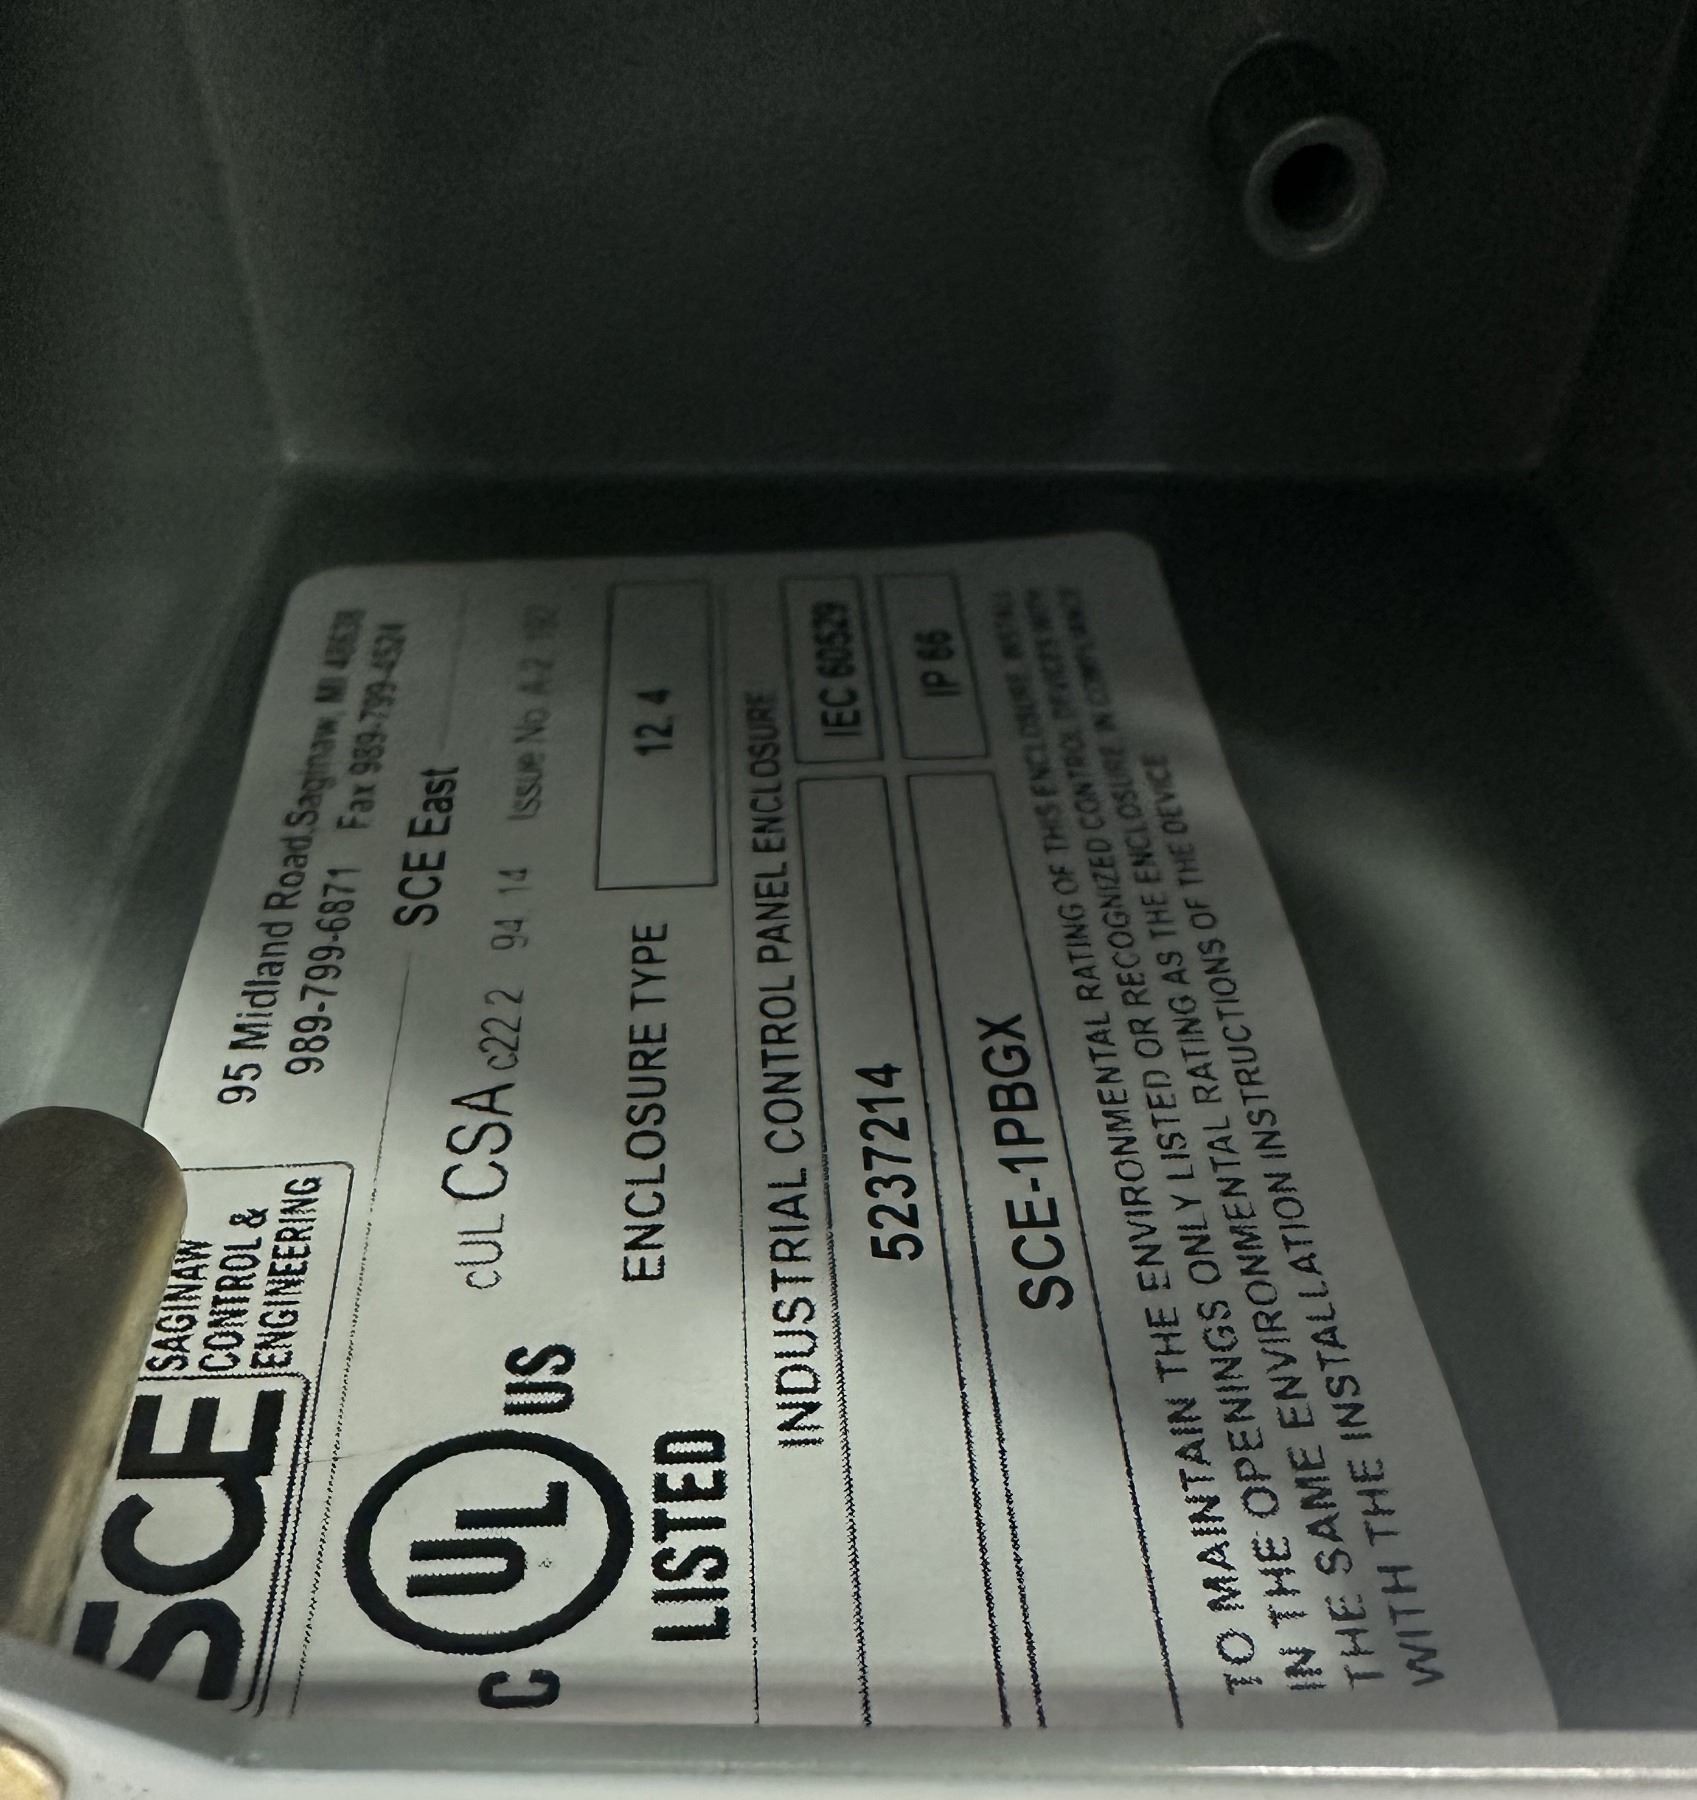 SCE
SAGINAW
CONTROL &
ENGINEERING
95 Midland Road, Saginaw, MI 48638
989-799-6871 Fax 989-799-4524
SCE East
C UL US
LISTED
cUL CSA c22 2 94 14 Issue No. A-2 192
ENCLOSURE TYPE 12, 4
INDUSTRIAL CONTROL PANEL ENCLOSURE
5237214 IEC 60529
SCE-1PBGX IP 66
TO MAINTAIN THE ENVIRONMENTAL RATING OF THIS ENCLOSURE INSTALL
IN THE OPENINGS ONLY LISTED OR RECOGNIZED CONTROL DEVICES WITH
THE SAME ENVIRONMENTAL RATING AS THE ENCLOSURE IN COMPLIANCE
WITH THE INSTALLATION INSTRUCTIONS OF THE DEVICE